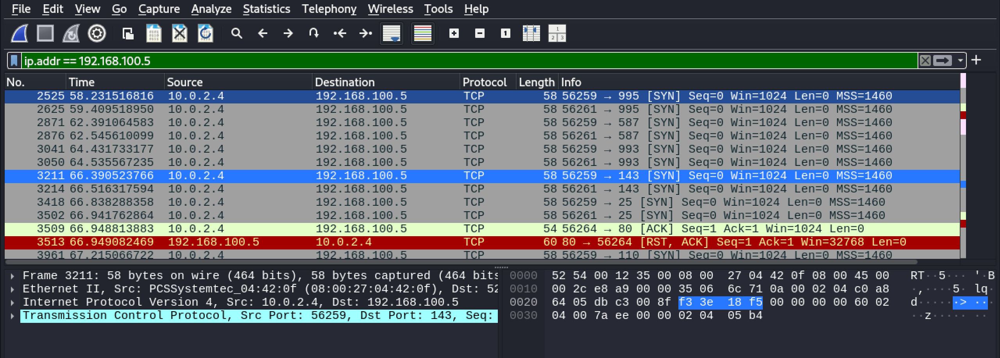 File Edit View Go Capture Analyze Statistics Telephony Wireless Tools Help
ip.addr == 192.168.100.5
No. Time Source Destination Protocol Length Info
2525 58.231516816 10.0.2.4 192.168.100.5 TCP 58 56259 → 995 [SYN] Seq=0 Win=1024 Len=0 MSS=1460
2625 59.409518950 10.0.2.4 192.168.100.5 TCP 58 56261 → 995 [SYN] Seq=0 Win=1024 Len=0 MSS=1460
2871 62.391064583 10.0.2.4 192.168.100.5 TCP 58 56259 → 587 [SYN] Seq=0 Win=1024 Len=0 MSS=1460
2876 62.545610099 10.0.2.4 192.168.100.5 TCP 58 56261 → 587 [SYN] Seq=0 Win=1024 Len=0 MSS=1460
3041 64.431733177 10.0.2.4 192.168.100.5 TCP 58 56259 → 993 [SYN] Seq=0 Win=1024 Len=0 MSS=1460
3050 64.535567235 10.0.2.4 192.168.100.5 TCP 58 56261 → 993 [SYN] Seq=0 Win=1024 Len=0 MSS=1460
3211 66.390523766 10.0.2.4 192.168.100.5 TCP 58 56259 → 143 [SYN] Seq=0 Win=1024 Len=0 MSS=1460
3214 66.516317594 10.0.2.4 192.168.100.5 TCP 58 56261 → 143 [SYN] Seq=0 Win=1024 Len=0 MSS=1460
3418 66.838288358 10.0.2.4 192.168.100.5 TCP 58 56259 → 25 [SYN] Seq=0 Win=1024 Len=0 MSS=1460
3502 66.941762864 10.0.2.4 192.168.100.5 TCP 58 56261 → 25 [SYN] Seq=0 Win=1024 Len=0 MSS=1460
3509 66.948813883 10.0.2.4 192.168.100.5 TCP 54 56264 → 80 [ACK] Seq=1 Ack=1 Win=1024 Len=0
3513 66.949082469 192.168.100.5 10.0.2.4 TCP 60 80 → 56264 [RST, ACK] Seq=1 Ack=1 Win=32768 Len=0
3961 67.215066722 10.0.2.4 192.168.100.5 TCP 58 56259 → 110 [SYN] Seq=0 Win=1024 Len=0 MSS=1460
Frame 3211: 58 bytes on wire (464 bits), 58 bytes captured (464 bits
Ethernet II, Src: PCSSystemtec_04:42:0f (08:00:27:04:42:0f), Dst: 52
Internet Protocol Version 4, Src: 10.0.2.4, Dst: 192.168.100.5
Transmission Control Protocol, Src Port: 56259, Dst Port: 143, Seq:
0000 52 54 00 12 35 00 08 00 27 04 42 0f 08 00 45 00 RT··5··· '·B
0010 00 2c e8 a9 00 00 35 06 6c 71 0a 00 02 04 c0 a8 ·,····5· lq·
0020 64 05 db c3 00 8f f3 3e 18 f5 00 00 00 00 60 02 d······> ···
0030 04 00 7a ee 00 00 02 04 05 b4 ··z····· ··